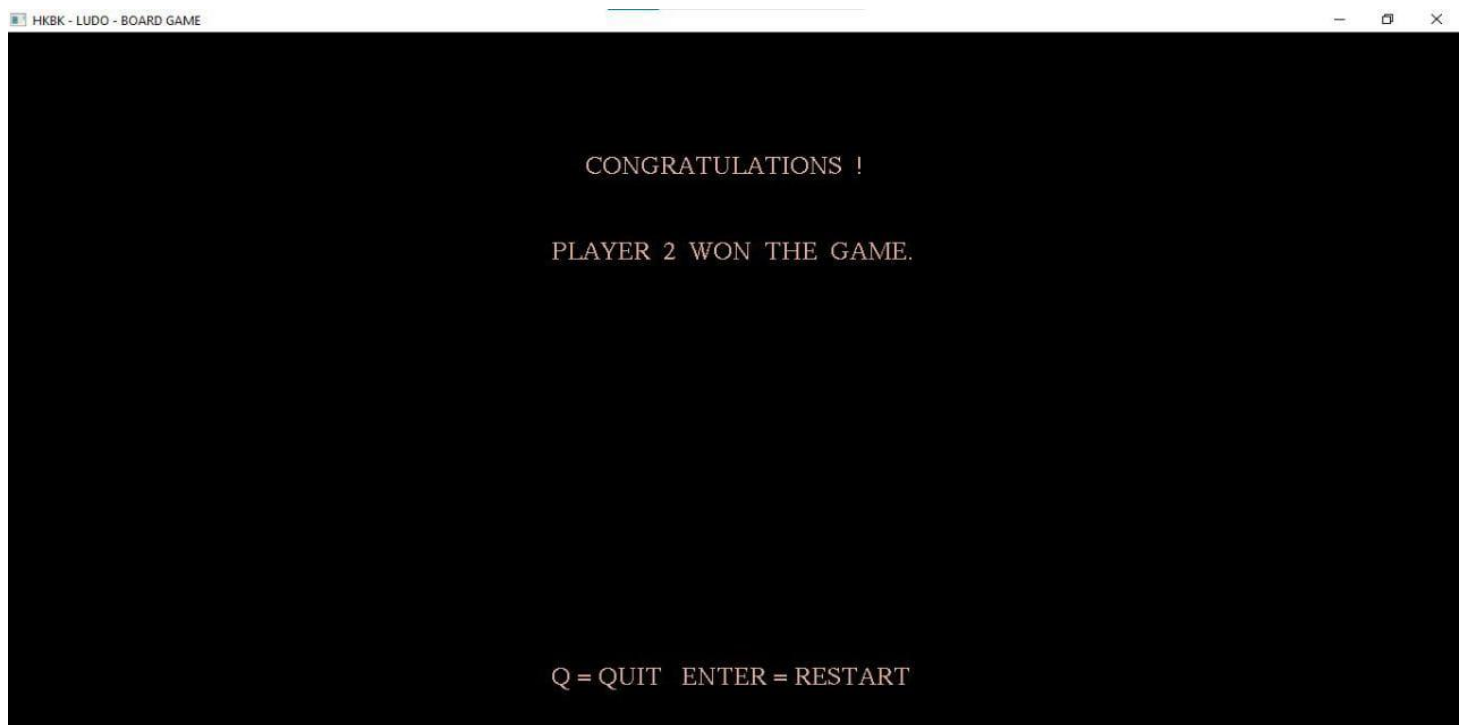 HKBK - LUDO - BOARD GAME
CONGRATULATIONS !
PLAYER 2 WON THE GAME.
Q = QUIT ENTER = RESTART